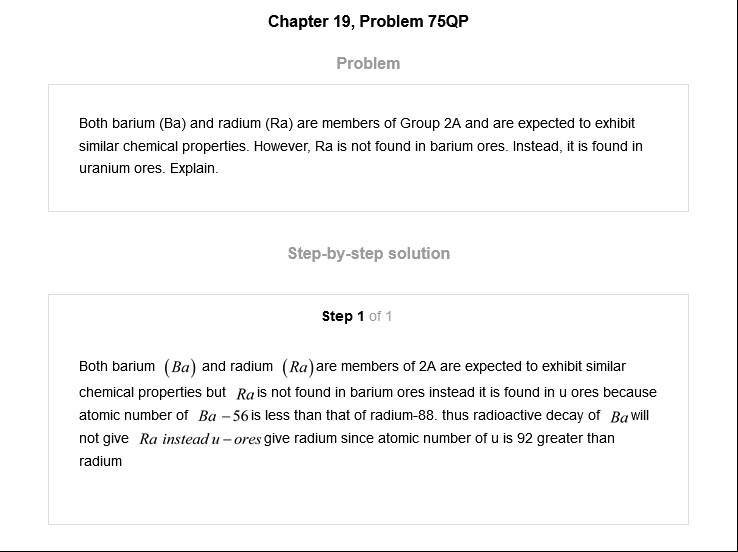 Chapter 19, Problem 75QP
Problem
Both barium (Ba) and radium (Ra) are members of Group 2A and are expected to exhibit
similar chemical properties. However, Ra is not found in barium ores. Instead, it is found in
uranium ores. Explain.
Step-by-step solution
Step 1 of 1
Both barium (Ba) and radium (Ra) are members of 2A are expected to exhibit similar
chemical properties but Ra is not found in barium ores instead it is found in u ores because
atomic number of Ba – 56 is less than that of radium-88. thus radioactive decay of Ba will
not give Ra instead u – ores give radium since atomic number of u is 92 greater than
radium